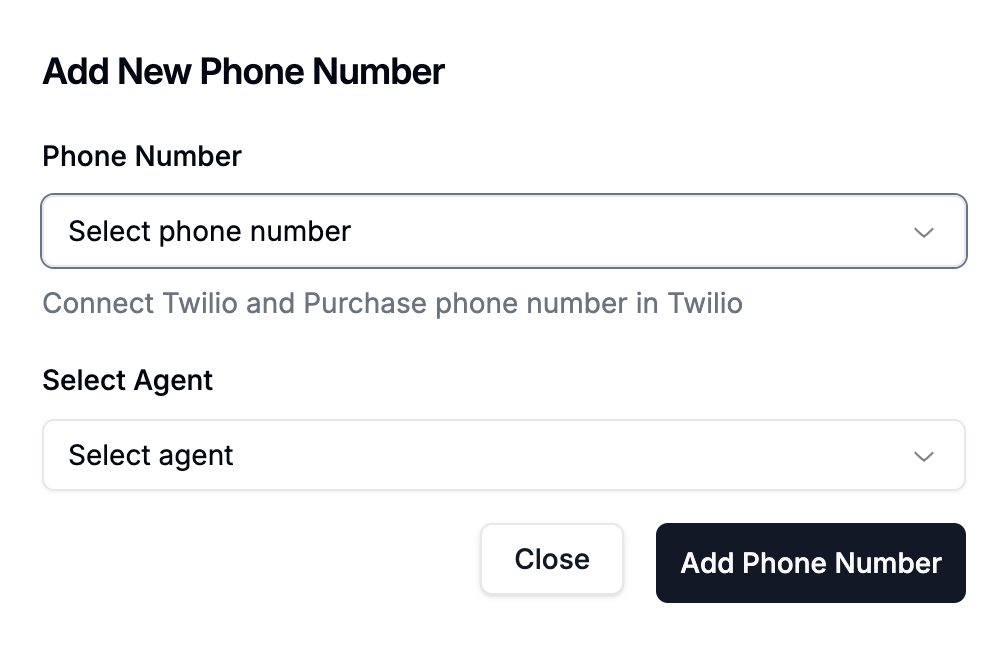 Add New Phone Number
Phone Number
Select phone number
Connect Twilio and Purchase phone number in Twilio
Select Agent
Select agent
Close
Add Phone Number